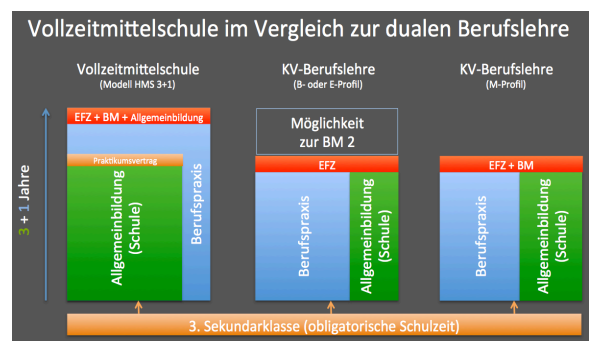 Vollzeitmittelschule im Vergleich zur dualen Berufslehre
Vollzeitmittelschule
(Modell HMS 3+1)
KV-Berufslehre
(B- oder E-Profil)
KV-Berufslehre
(M-Profil)
3 + 1 Jahre
EFZ + BM + Allgemeinbildung
Praktikumsvertrag
Allgemeinbildung
(Schule)
Berufspraxis
Möglichkeit
zur BM 2
EFZ
Berufspraxis
Allgemeinbildung
(Schule)
EFZ + BM
Berufspraxis
Allgemeinbildung
(Schule)
3. Sekundarklasse (obligatorische Schulzeit)